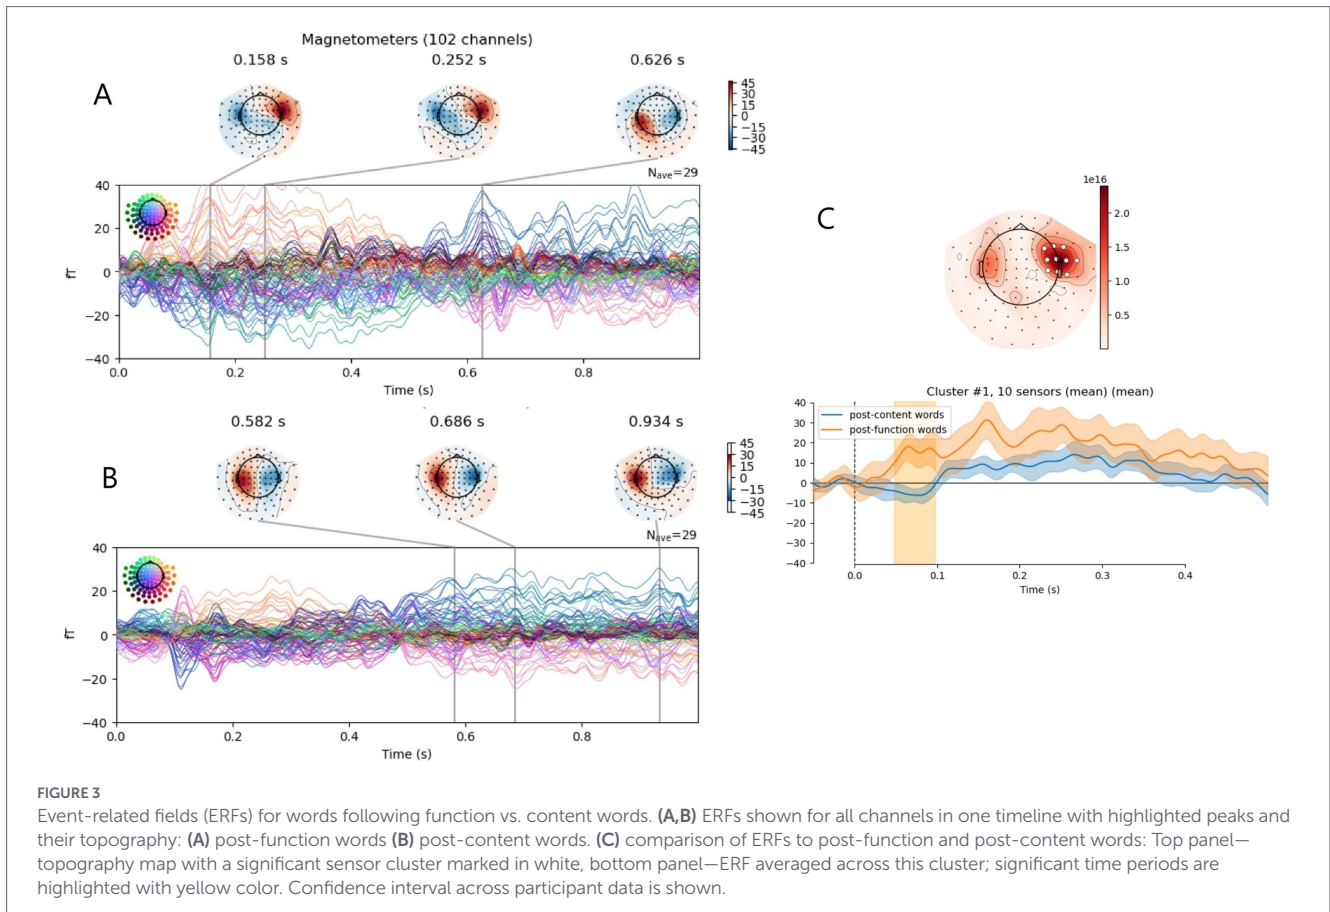 Magnetometers (102 channels)
0.158 s 0.252 s 0.626 s
A
45
30
15
0
−15
−30
−45
Nave=29
40
20
0
−20
−40
fT
0.0 0.2 0.4 0.6 0.8
Time (s)
0.582 s 0.686 s 0.934 s
B
45
30
15
0
−15
−30
−45
Nave=29
40
20
0
−20
−40
fT
0.0 0.2 0.4 0.6 0.8
Time (s)
C
1e16
2.0
1.5
1.0
0.5
Cluster #1, 10 sensors (mean) (mean)
40
30
20
10
0
−10
−20
−30
−40
post-content words
post-function words
0.0 0.1 0.2 0.3 0.4
Time (s)
FIGURE 3
Event-related fields (ERFs) for words following function vs. content words. (A,B) ERFs shown for all channels in one timeline with highlighted peaks and
their topography: (A) post-function words (B) post-content words. (C) comparison of ERFs to post-function and post-content words: Top panel—
topography map with a significant sensor cluster marked in white, bottom panel—ERF averaged across this cluster; significant time periods are
highlighted with yellow color. Confidence interval across participant data is shown.